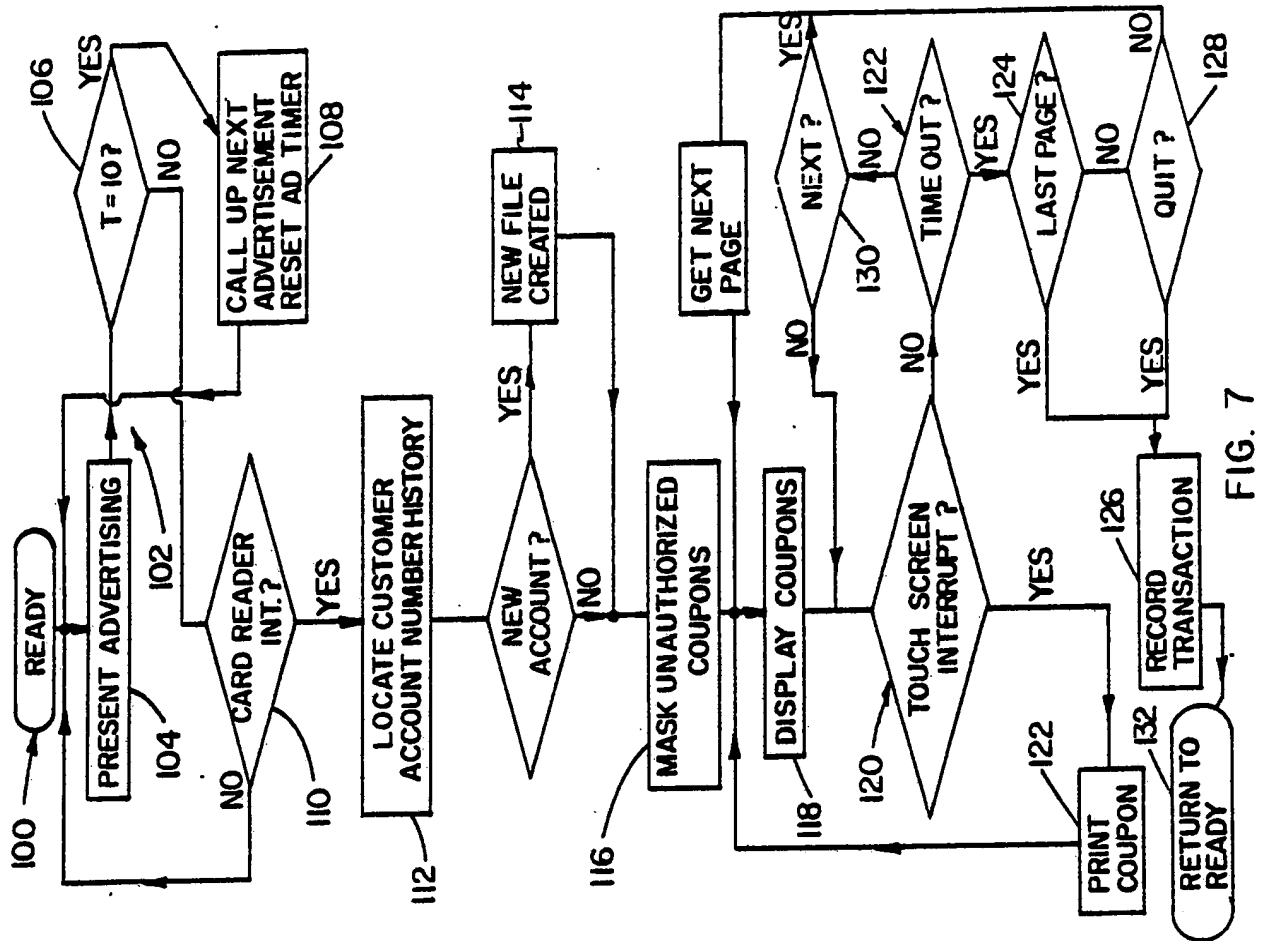 100
READY
PRESENT ADVERTISING
104
102
T=10?
106
YES
NO
CALL UP NEXT
ADVERTISEMENT
RESET AD TIMER
108
CARD READER
INT.?
110
NO
YES
LOCATE CUSTOMER
ACCOUNT NUMBER HISTORY
112
NEW
ACCOUNT?
YES
NO
NEW FILE
CREATED
114
MASK UNAUTHORIZED
COUPONS
116
GET NEXT
PAGE
DISPLAY COUPONS
118
NO
NEXT?
YES
130
TOUCH SCREEN
INTERRUPT?
120
NO
YES
NO
TIME OUT?
122
YES
YES
LAST PAGE?
124
NO
PRINT
COUPON
122
RECORD
TRANSACTION
126
YES
QUIT?
NO
128
RETURN TO
READY
132
FIG. 7